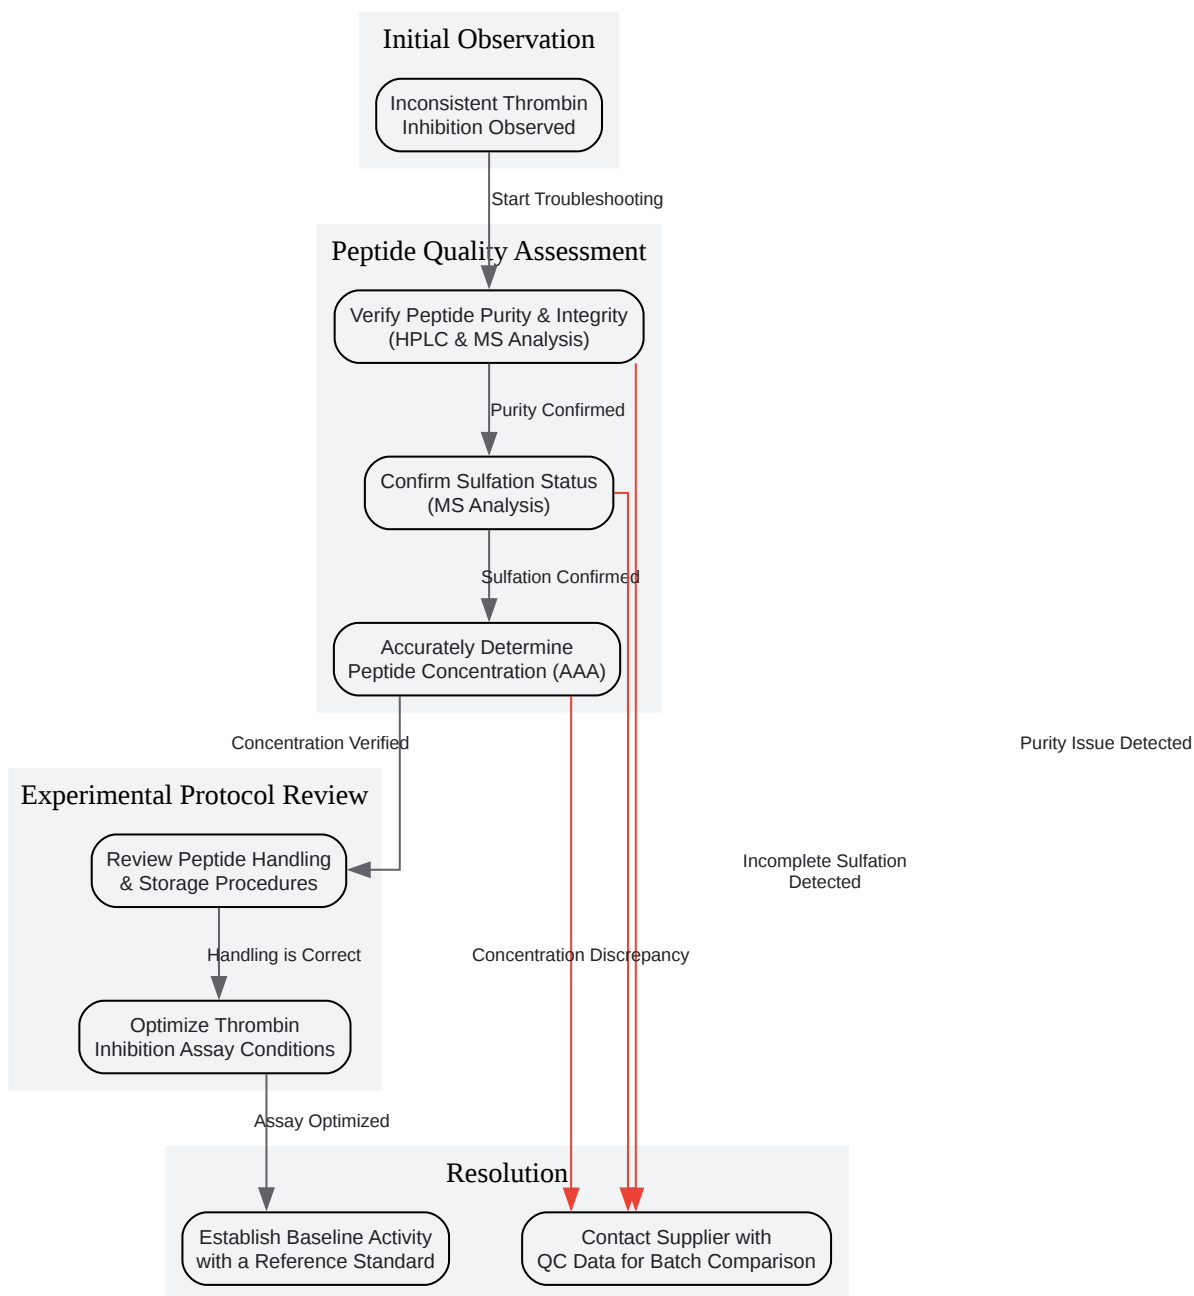 Initial Observation
Inconsistent Thrombin
Inhibition Observed
Start Troubleshooting
Peptide Quality Assessment
Verify Peptide Purity & Integrity
(HPLC & MS Analysis)
Purity Confirmed
Confirm Sulfation Status
(MS Analysis)
Sulfation Confirmed
Accurately Determine
Peptide Concentration (AAA)
Concentration Verified
Purity Issue Detected
Experimental Protocol Review
Review Peptide Handling
& Storage Procedures
Incomplete Sulfation
Detected
Handling is Correct
Concentration Discrepancy
Optimize Thrombin
Inhibition Assay Conditions
Assay Optimized
Resolution
Establish Baseline Activity
with a Reference Standard
Contact Supplier with
QC Data for Batch Comparison